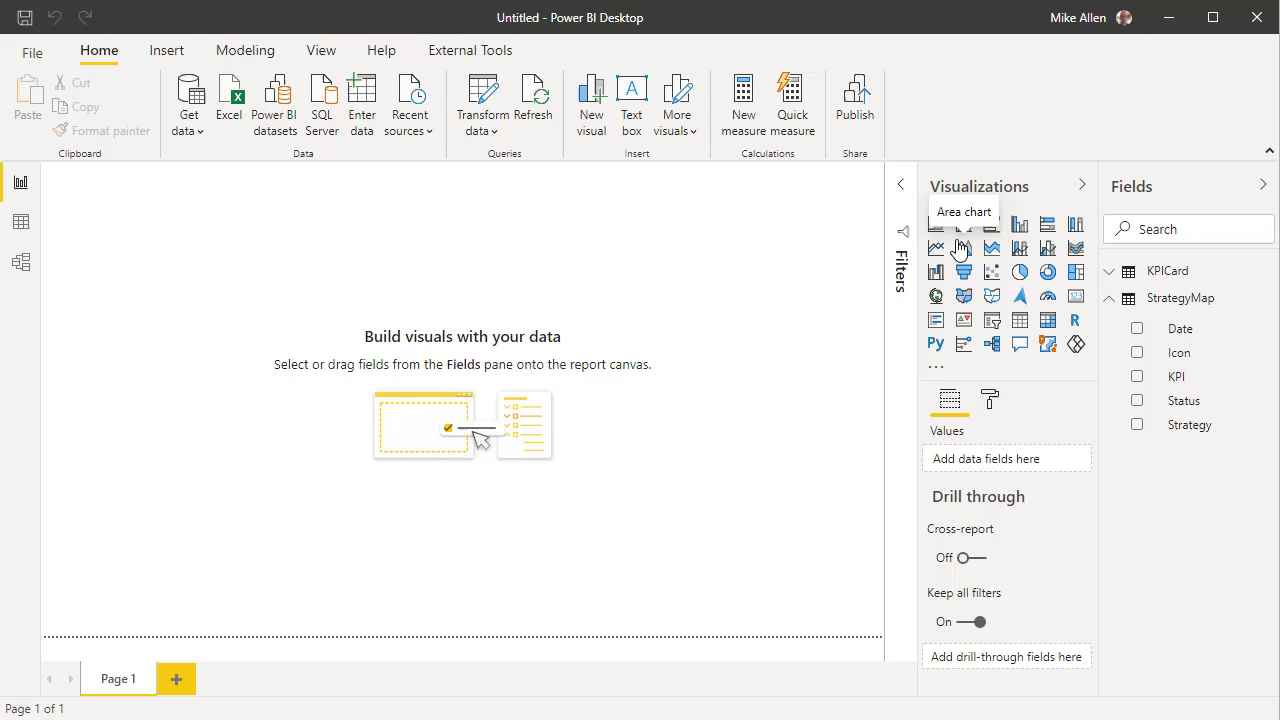 Untitled - Power BI Desktop
Mike Allen
File
Home
Insert
Modeling
View
Help
External Tools
Paste
Cut
Copy
Format painter
Clipboard
Get data
Excel
Power BI datasets
SQL Server
Enter data
Recent sources
Data
Transform data
Refresh
Queries
New visual
A
Text box
More visuals
Insert
New measure
Quick measure
Calculations
Publish
Share
Build visuals with your data
Select or drag fields from the Fields pane onto the report canvas.
Filters
Visualizations
Area chart
123
R
Py
Values
Add data fields here
Drill through
Cross-report
Off
Keep all filters
On
Add drill-through fields here
Fields
Search
KPICard
StrategyMap
Date
Icon
KPI
Status
Strategy
Page 1
Page 1 of 1